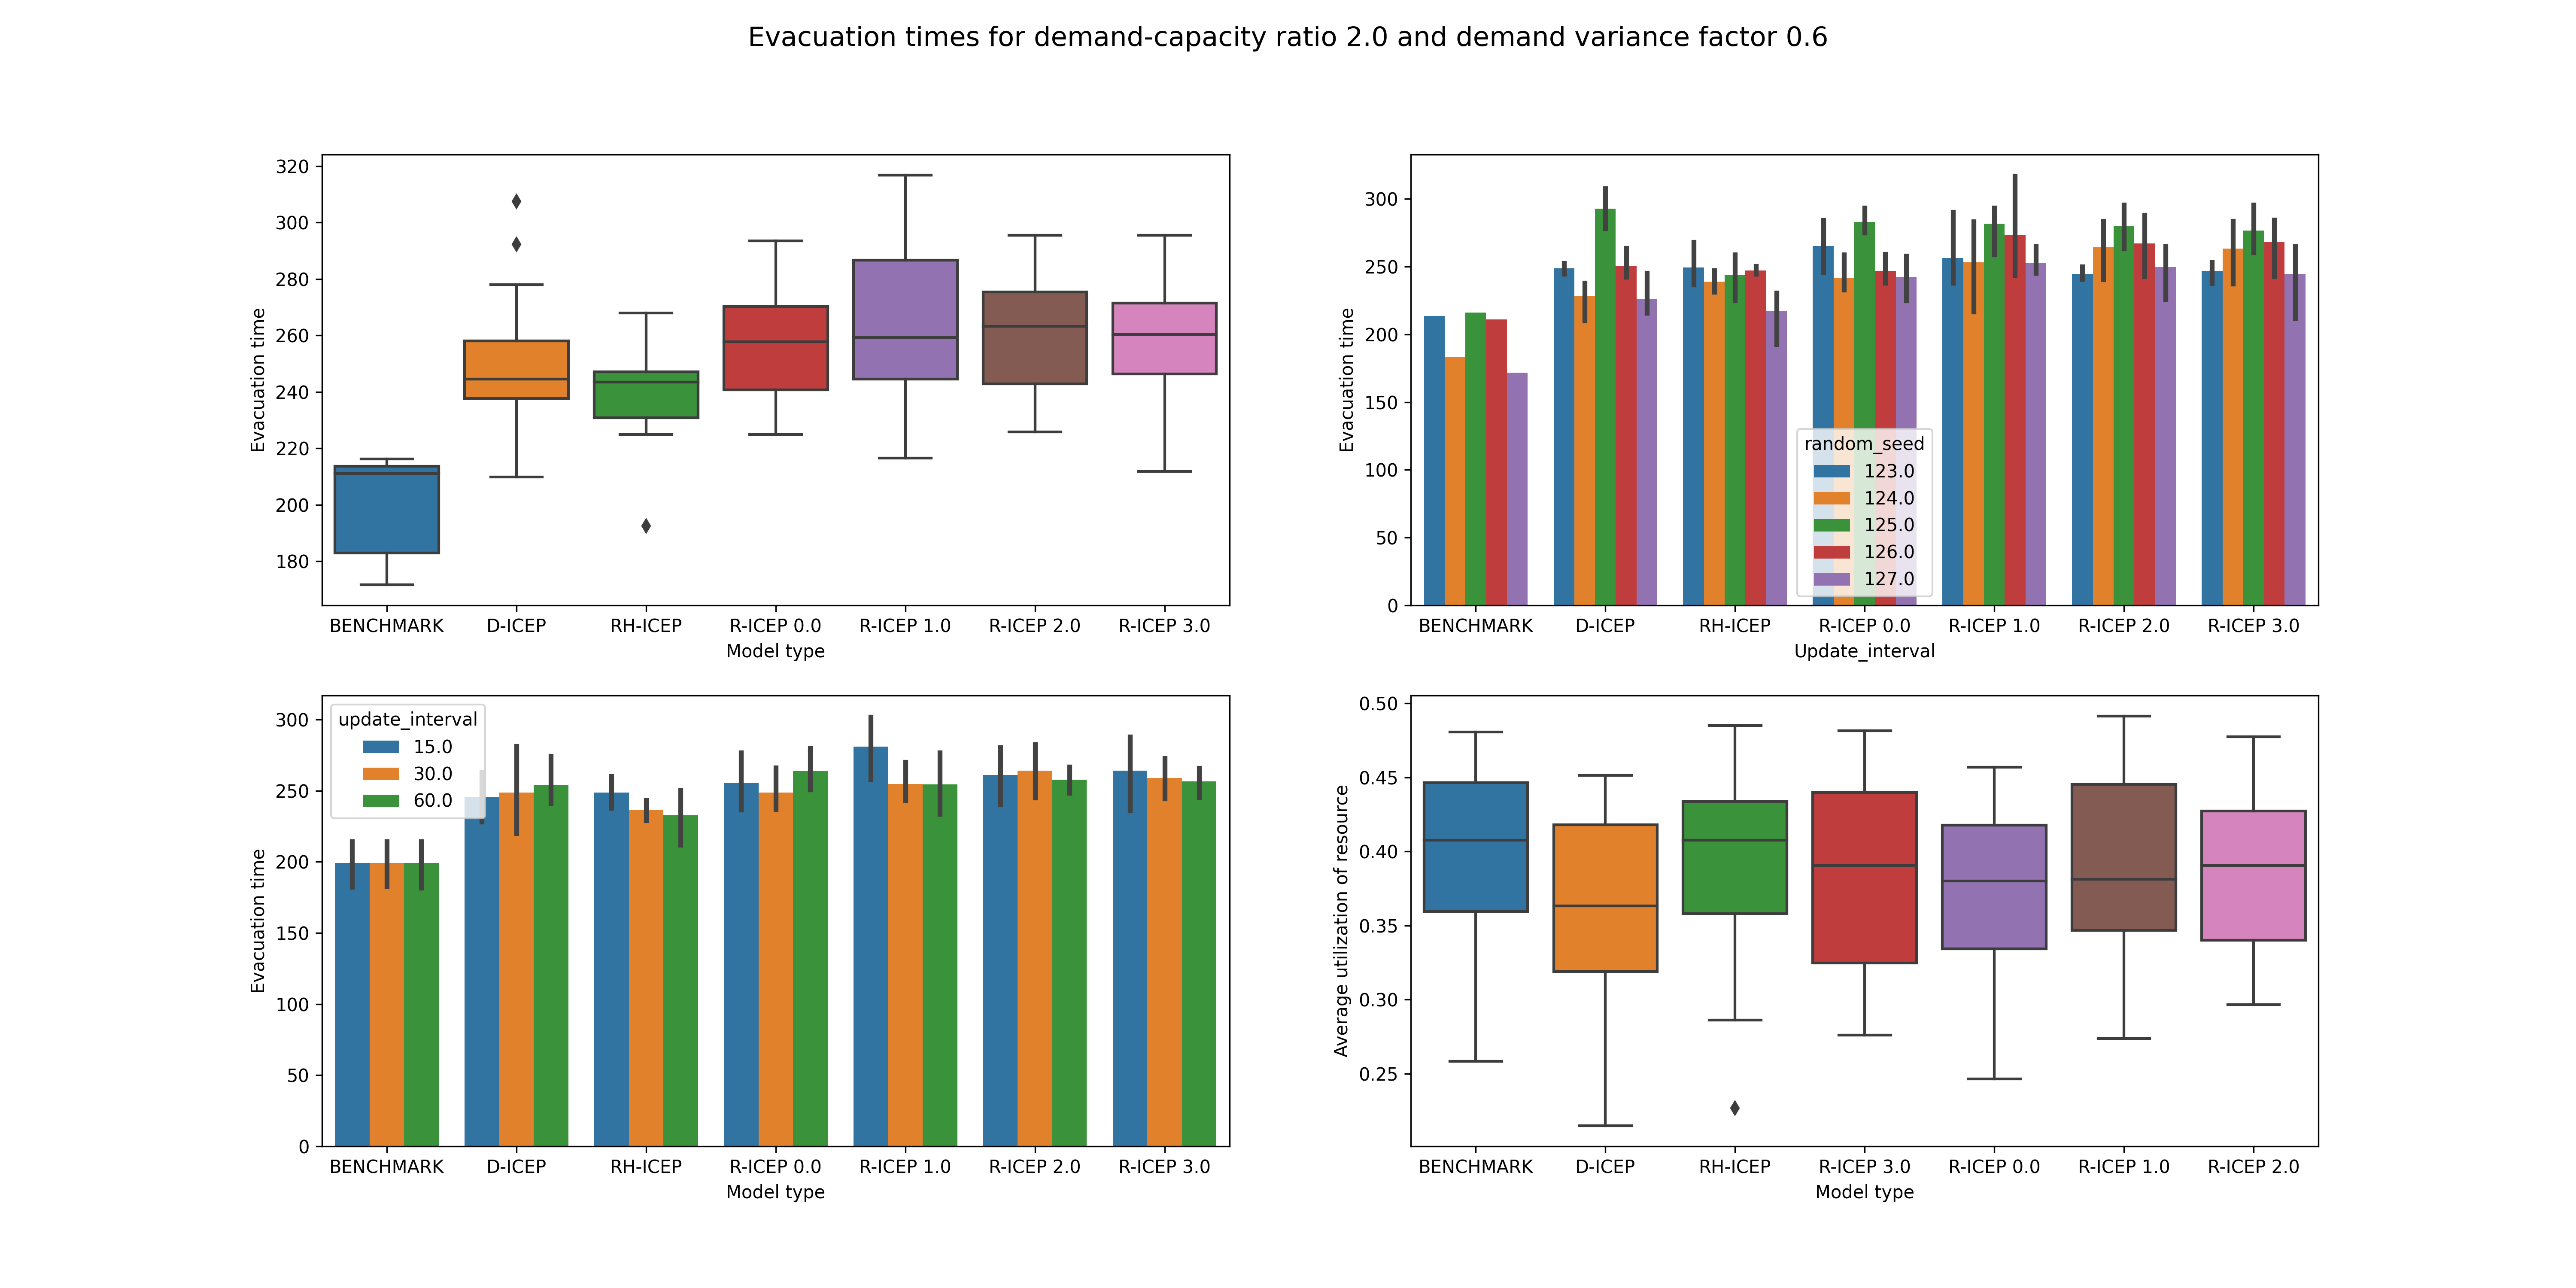 Evacuation times for demand-capacity ratio 2.0 and demand variance factor 0.6
320
300
280
260
240
220
200
180
Evacuation time
BENCHMARK D-ICEP RH-ICEP R-ICEP 0.0 R-ICEP 1.0 R-ICEP 2.0 R-ICEP 3.0
Model type
300
250
200
150
100
50
0
Evacuation time
random_seed
123.0
124.0
125.0
126.0
127.0
BENCHMARK D-ICEP RH-ICEP R-ICEP 0.0 R-ICEP 1.0 R-ICEP 2.0 R-ICEP 3.0
Update_interval
300
250
200
150
100
50
0
Evacuation time
update_interval
15.0
30.0
60.0
BENCHMARK D-ICEP RH-ICEP R-ICEP 0.0 R-ICEP 1.0 R-ICEP 2.0 R-ICEP 3.0
Model type
0.50
0.45
0.40
0.35
0.30
0.25
Average utilization of resource
BENCHMARK D-ICEP RH-ICEP R-ICEP 3.0 R-ICEP 0.0 R-ICEP 1.0 R-ICEP 2.0
Model type